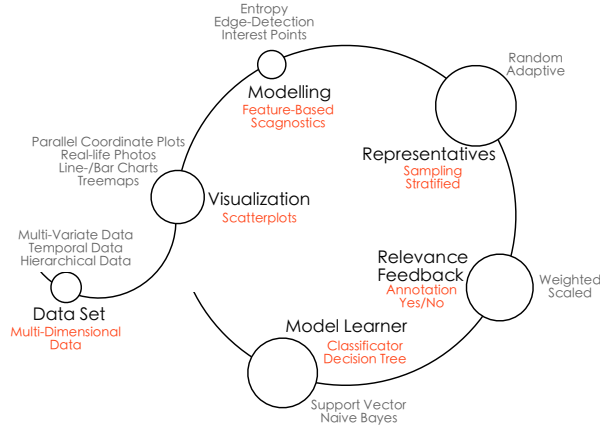 Entropy
Edge-Detection
Interest Points
Modelling
Feature-Based
Scagnostics
Random
Adaptive
Representatives
Sampling
Stratified
Parallel Coordinate Plots
Real-life Photos
Line-/Bar Charts
Treemaps
Visualization
Scatterplots
Multi-Variate Data
Temporal Data
Hierarchical Data
Data Set
Multi-Dimensional
Data
Relevance
Feedback
Annotation
Yes/No
Weighted
Scaled
Model Learner
Classificator
Decision Tree
Support Vector
Naive Bayes